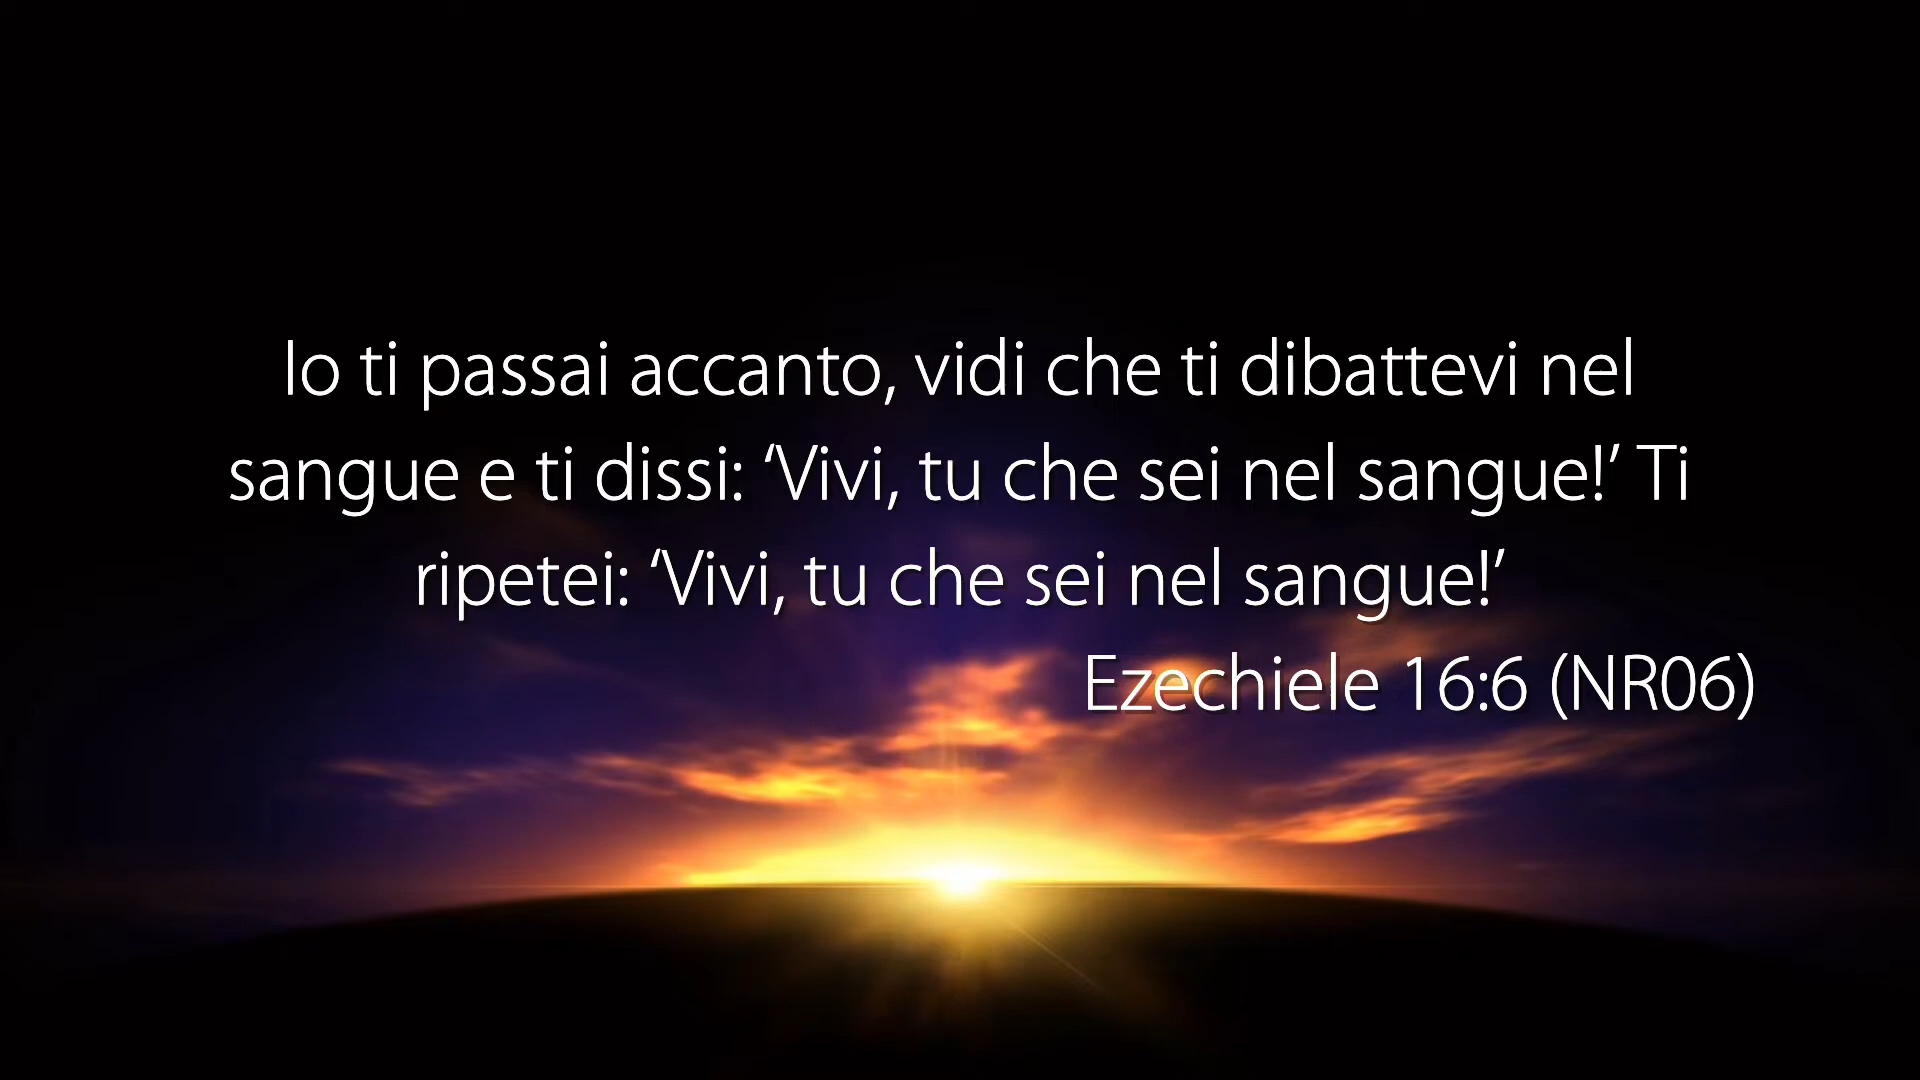 Io ti passai accanto, vidi che ti dibattevi nel
sangue e ti dissi: ‘Vivi, tu che sei nel sangue!’ Ti
ripetei: ‘Vivi, tu che sei nel sangue!’
Ezechiele 16:6 (NR06)